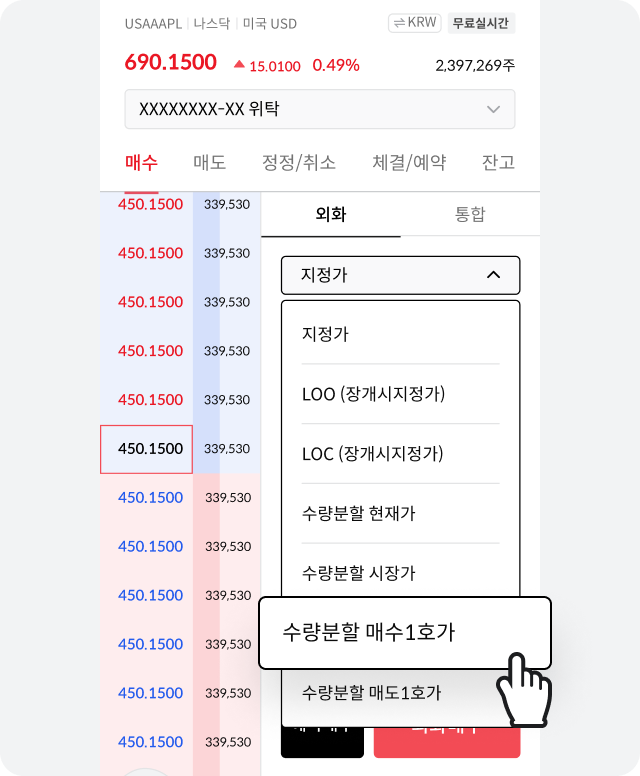 USAAAPL 나스닥 미국 USD KRW 무료실시간
690.1500 15.0100 0.49% 2,397,269주
XXXXXXXX-XX 위탁
매수 매도 정정/취소 체결/예약 잔고
450.1500 339,530
450.1500 339,530
450.1500 339,530
450.1500 339,530
450.1500 339,530
450.1500 339,530
450.1500 339,530
450.1500 339,530
450.1500 339,530
450.1500 339,530
450.1500 339,530
450.1500 339,530
외화 통합
지정가
지정가
LOO (장개시지정가)
LOC (장개시지정가)
수량분할 현재가
수량분할 시장가
수량분할 매수1호가
수량분할 매도1호가